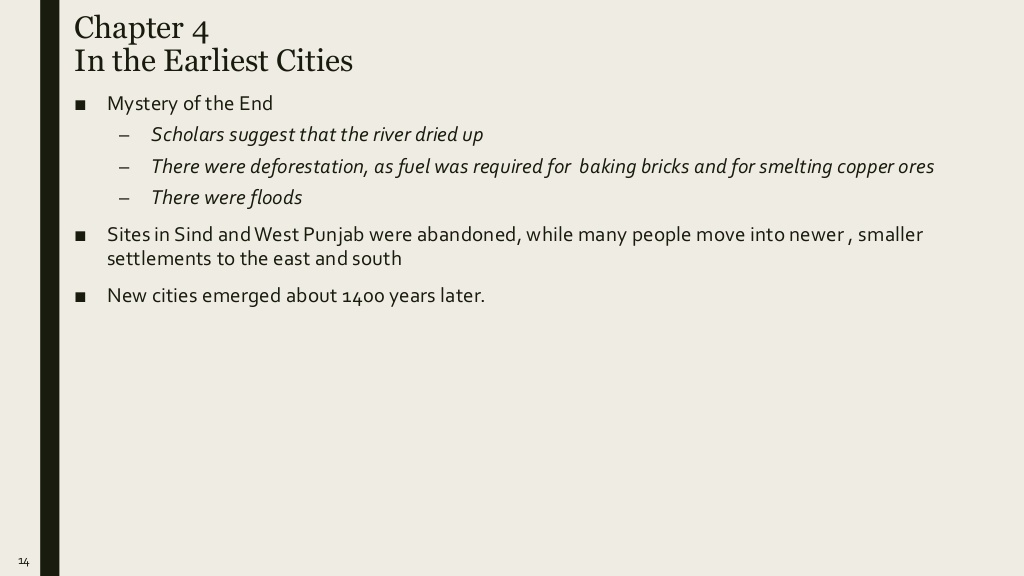 Chapter 4
In the Earliest Cities
■ Mystery of the End
– Scholars suggest that the river dried up
– There were deforestation, as fuel was required for  baking bricks and for smelting copper ores
– There were floods
■ Sites in Sind and West Punjab were abandoned, while many people move into newer , smaller
settlements to the east and south
■ New cities emerged about 1400 years later.
14